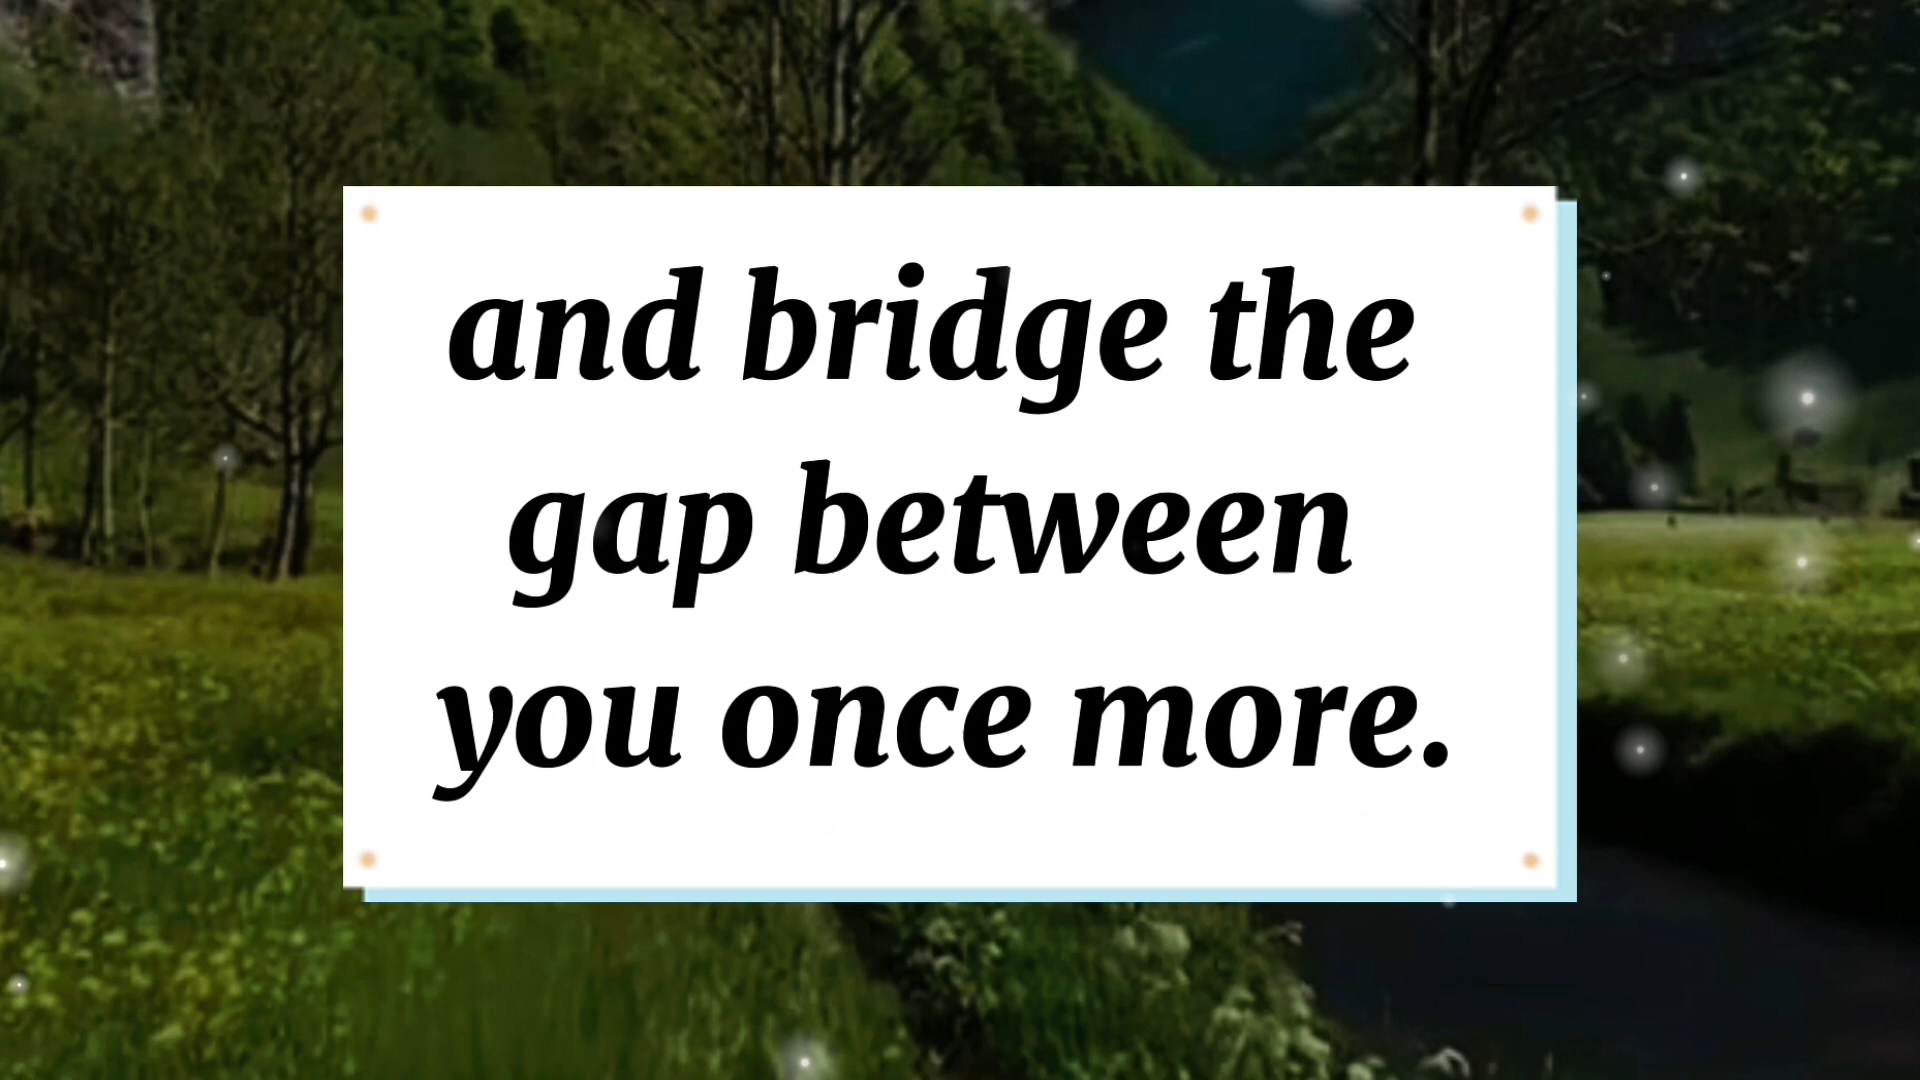 and bridge the
gap between
you once more.